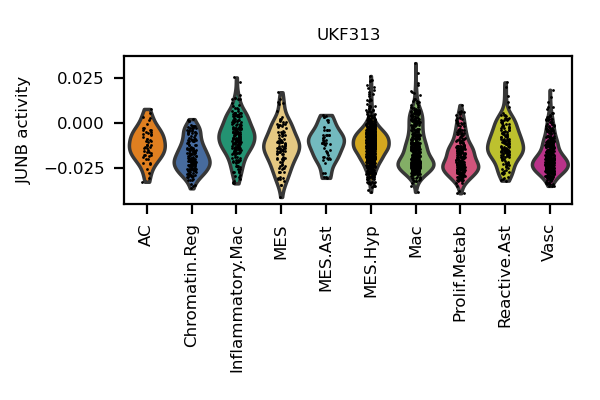 UKF313
JUNB activity
0.025
0.000
−0.025
AC
Chromatin.Reg
Inflammatory.Mac
MES
MES.Ast
MES.Hyp
Mac
Prolif.Metab
Reactive.Ast
Vasc